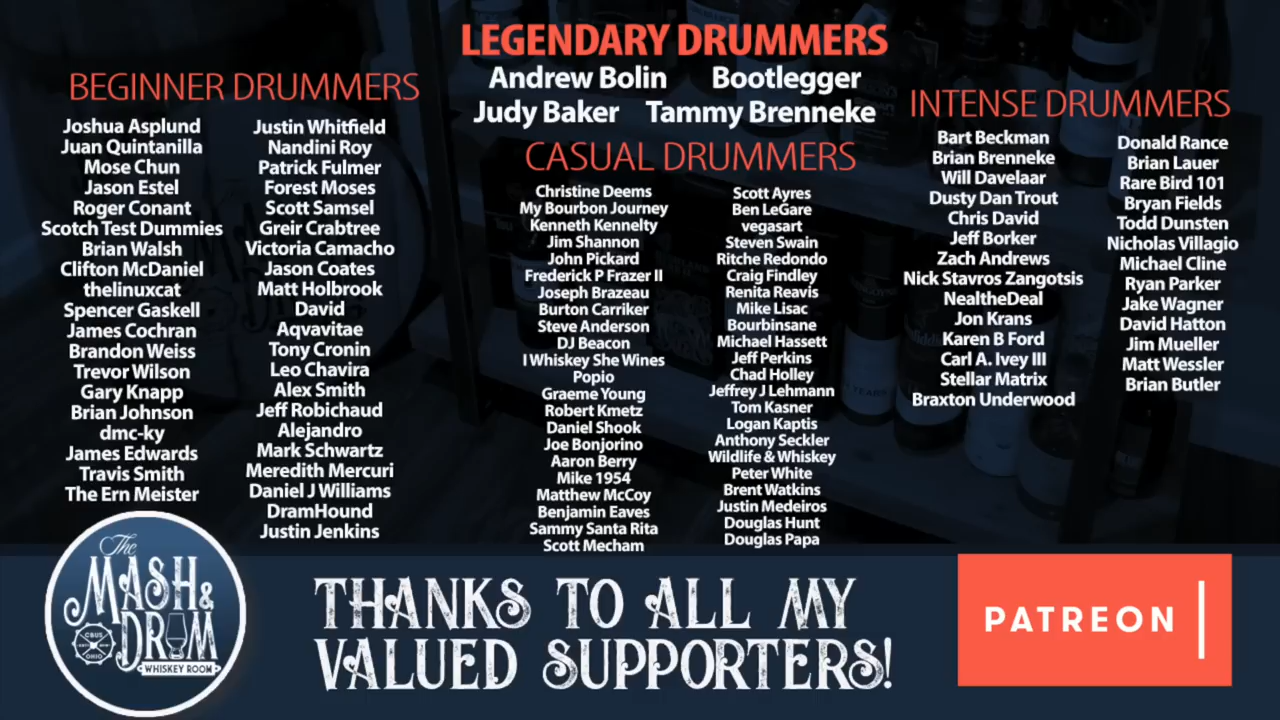 LEGENDARY DRUMMERS
Andrew Bolin
Bootlegger
Judy Baker
Tammy Brenneke
BEGINNER DRUMMERS
Joshua Asplund
Juan Quintanilla
Mose Chun
Jason Estel
Roger Conant
Scotch Test Dummies
Brian Walsh
Clifton McDaniel
thelinuxcat
Spencer Gaskell
James Cochran
Brandon Weiss
Trevor Wilson
Gary Knapp
Brian Johnson
dmc-ky
James Edwards
Travis Smith
The Ern Meister
Justin Whitfield
Nandini Roy
Patrick Fulmer
Forest Moses
Scott Samsel
Greir Crabtree
Victoria Camacho
Jason Coates
Matt Holbrook
David
Aqvavitae
Tony Cronin
Leo Chavira
Alex Smith
Jeff Robichaud
Alejandro
Mark Schwartz
Meredith Mercuri
Daniel J Williams
DramHound
Justin Jenkins
CASUAL DRUMMERS
Christine Deems
My Bourbon Journey
Kenneth Kennelty
Jim Shannon
John Pickard
Frederick P Frazer II
Joseph Brazeau
Burton Carriker
Steve Anderson
DJ Beacon
I Whiskey She Wines
Popio
Graeme Young
Robert Kmetz
Daniel Shook
Joe Bonjorino
Aaron Berry
Mike 1954
Matthew McCoy
Benjamin Eaves
Sammy Santa Rita
Scott Mecham
Scott Ayres
Ben LeGare
vegasart
Steven Swain
Ritche Redondo
Craig Findley
Renita Reavis
Mike Lisac
Bourbinsane
Michael Hassett
Jeff Perkins
Chad Holley
Jeffrey J Lehmann
Tom Kasner
Logan Kaptis
Anthony Seckler
Wildlife & Whiskey
Peter White
Brent Watkins
Justin Medeiros
Douglas Hunt
Douglas Papa
INTENSE DRUMMERS
Bart Beckman
Brian Brenneke
Will Davelaar
Dusty Dan Trout
Chris David
Jeff Borker
Zach Andrews
Nick Stavros Zangotsis
NealtheDeal
Jon Krans
Karen B Ford
Carl A. Ivey III
Stellar Matrix
Braxton Underwood
Donald Rance
Brian Lauer
Rare Bird 101
Bryan Fields
Todd Dunsten
Nicholas Villagio
Michael Cline
Ryan Parker
Jake Wagner
David Hatton
Jim Mueller
Matt Wessler
Brian Butler
The
MASH &
DRUM
CBUS
OHIO
WHISKEY ROOM
THANKS TO ALL MY
VALUED SUPPORTERS!
PATREON